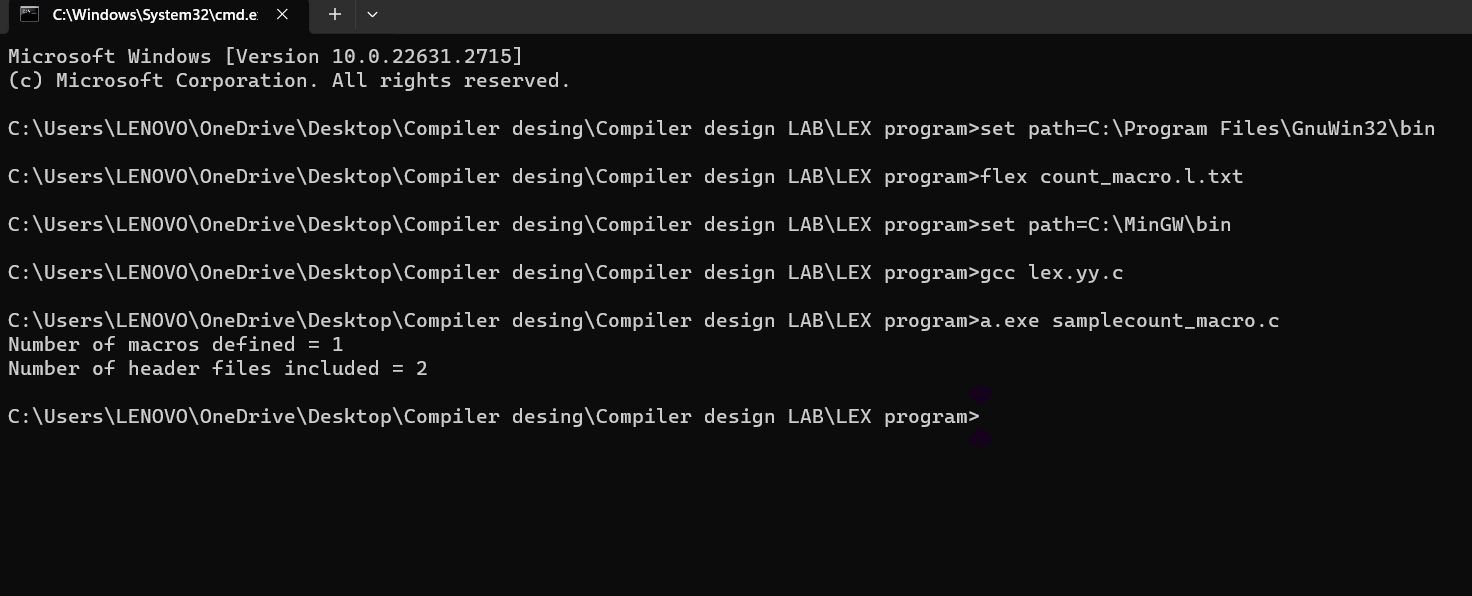 C:\Windows\System32\cmd.e
Microsoft Windows [Version 10.0.22631.2715]
(c) Microsoft Corporation. All rights reserved.
C:\Users\LENOVO\OneDrive\Desktop\Compiler desing\Compiler design LAB\LEX program>set path=C:\Program Files\GnuWin32\bin
C:\Users\LENOVO\OneDrive\Desktop\Compiler desing\Compiler design LAB\LEX program>flex count_macro.l.txt
C:\Users\LENOVO\OneDrive\Desktop\Compiler desing\Compiler design LAB\LEX program>set path=C:\MinGW\bin
C:\Users\LENOVO\OneDrive\Desktop\Compiler desing\Compiler design LAB\LEX program>gcc lex.yy.c
C:\Users\LENOVO\OneDrive\Desktop\Compiler desing\Compiler design LAB\LEX program>a.exe samplecount_macro.c
Number of macros defined = 1
Number of header files included = 2
C:\Users\LENOVO\OneDrive\Desktop\Compiler desing\Compiler design LAB\LEX program>